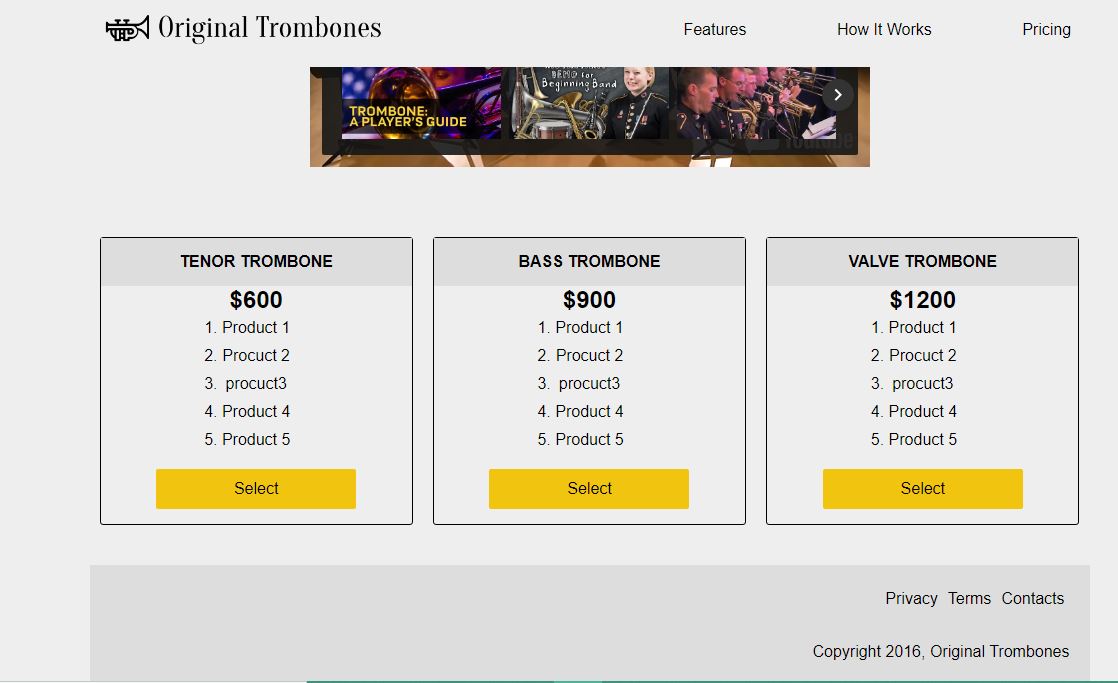 Original Trombones
Features
How It Works
Pricing
DEMO for
Beginning Band
TROMBONE:
A PLAYER'S GUIDE
YouTube
TENOR TROMBONE
$600
1. Product 1
2. Procuct 2
3. procuct3
4. Product 4
5. Product 5
Select
BASS TROMBONE
$900
1. Product 1
2. Procuct 2
3. procuct3
4. Product 4
5. Product 5
Select
VALVE TROMBONE
$1200
1. Product 1
2. Procuct 2
3. procuct3
4. Product 4
5. Product 5
Select
Privacy Terms Contacts
Copyright 2016, Original Trombones